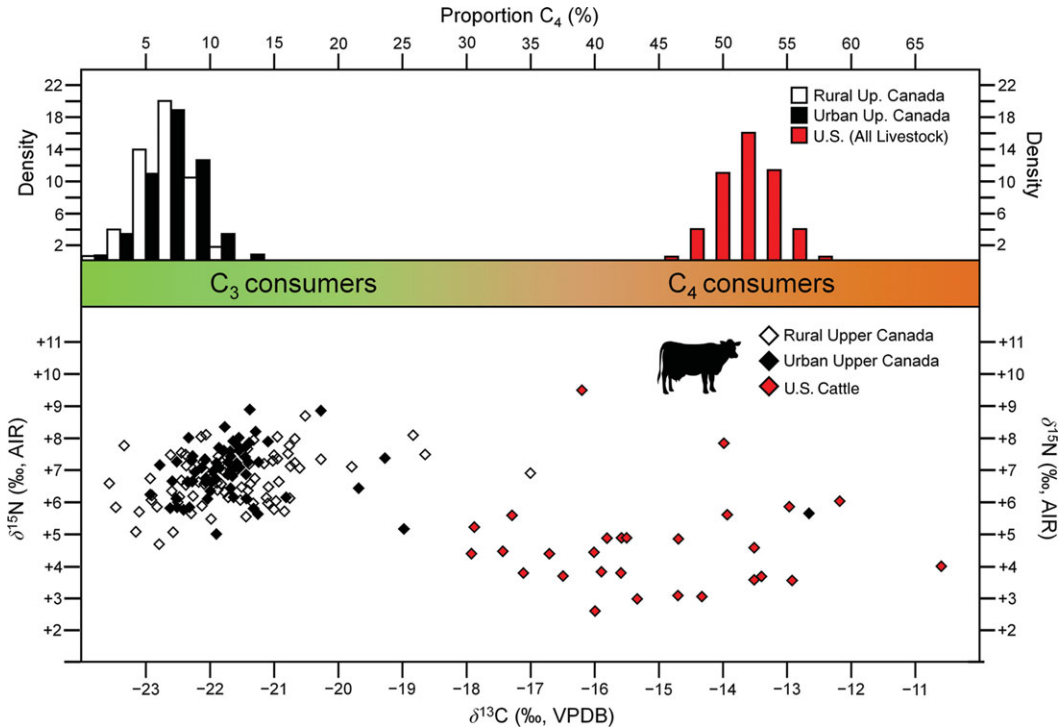 Proportion C₄ (%)
5 10 15 20 25 30 35 40 45 50 55 60 65
Density
22
18
14
10
6
2
Rural Up. Canada
Urban Up. Canada
U.S. (All Livestock)
22
18
14
10
6
2
Density
C₃ consumers C₄ consumers
δ¹⁵N (‰, AIR)
+11
+10
+9
+8
+7
+6
+5
+4
+3
+2
Rural Upper Canada
Urban Upper Canada
U.S. Cattle
+11
+10
+9
+8
+7
+6
+5
+4
+3
+2
δ¹⁵N (‰, AIR)
−23 −22 −21 −20 −19 −18 −17 −16 −15 −14 −13 −12 −11
δ¹³C (‰, VPDB)